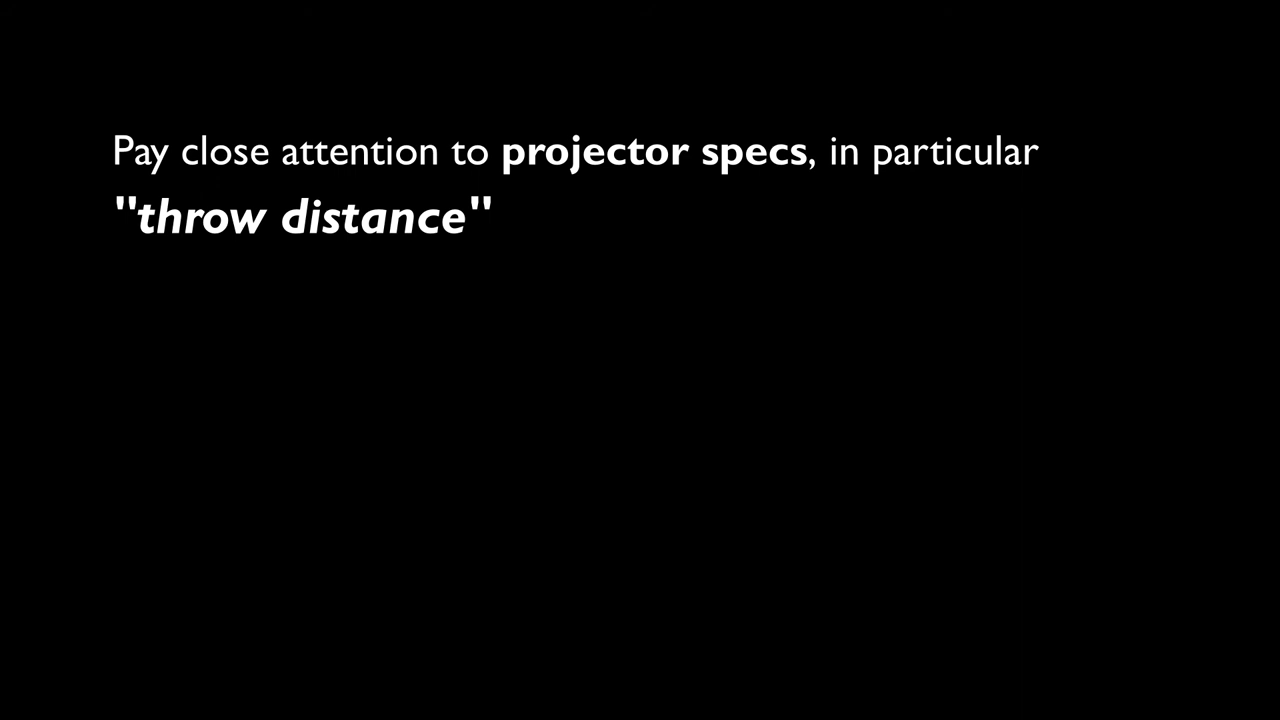 Pay close attention to projector specs, in particular
"throw distance"